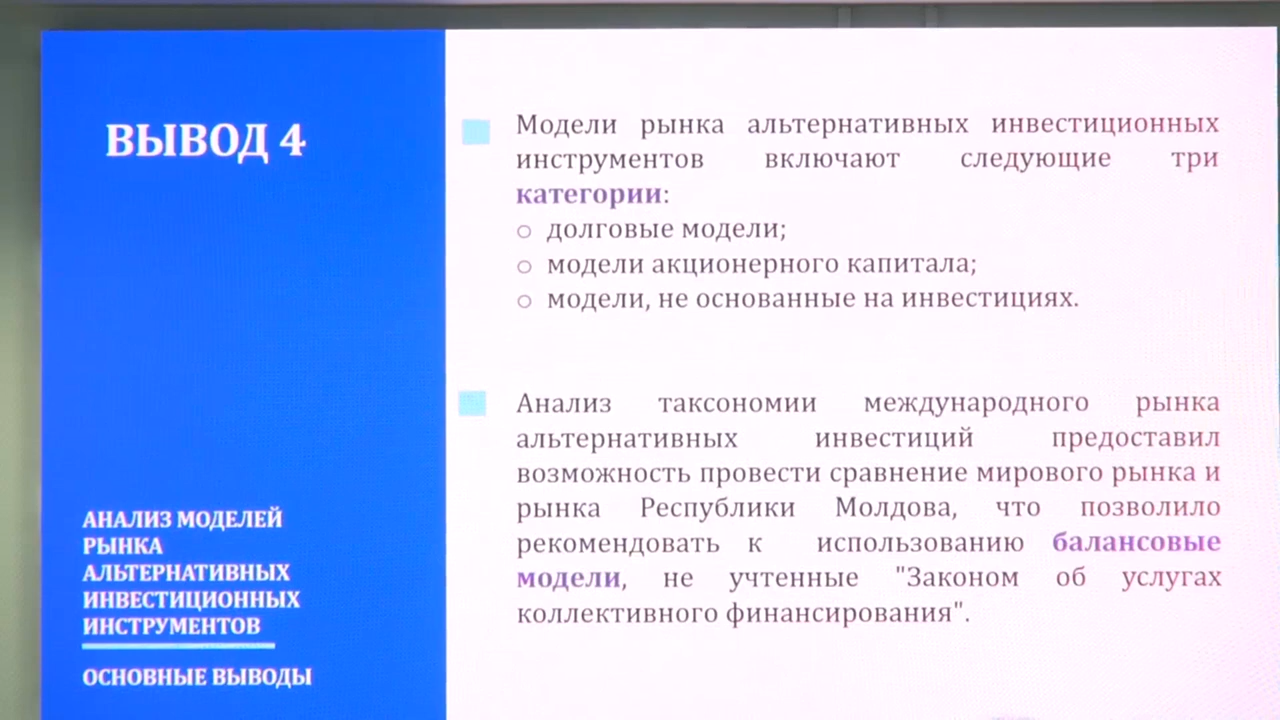 ВЫВОД 4
АНАЛИЗ МОДЕЛЕЙ
РЫНКА
АЛЬТЕРНАТИВНЫХ
ИНВЕСТИЦИОННЫХ
ИНСТРУМЕНТОВ
ОСНОВНЫЕ ВЫВОДЫ
Модели рынка альтернативных инвестиционных
инструментов включают следующие три
категории:
o долговые модели;
o модели акционерного капитала;
o модели, не основанные на инвестициях.
Анализ таксономии международного рынка
альтернативных инвестиций предоставил
возможность провести сравнение мирового рынка и
рынка Республики Молдова, что позволило
рекомендовать к использованию балансовые
модели, не учтенные "Законом об услугах
коллективного финансирования".